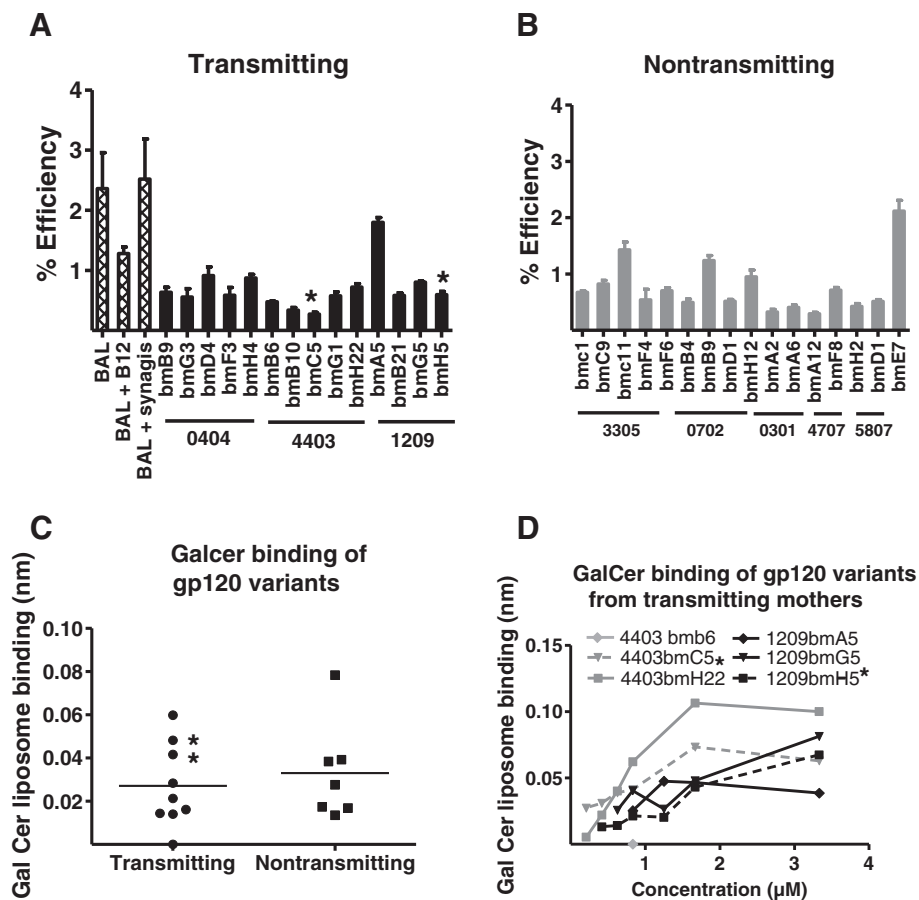 A
Transmitting
% Efficiency
4
3
2
1
*
*
BAL
BAL + B12
BAL + synagis
bmB9
bmG3
bmD4
bmF3
bmH4
bmB6
bmB10
bmC5
bmG1
bmH22
bmA5
bmB21
bmG5
bmH5
0404
4403
1209
B
Nontransmitting
% Efficiency
4
3
2
1
bmc1
bmC9
bmc11
bmF4
bmF6
bmB4
bmB9
bmD1
bmH12
bmA2
bmA6
bmA12
bmF8
bmH2
bmD1
bmE7
3305
0702
0301
4707
5807
C
Galcer binding of
gp120 variants
Gal Cer liposome binding (nm)
0.10
0.08
0.06
0.04
0.02
*
*
Transmitting
Nontransmitting
D
GalCer binding of gp120 variants
from transmitting mothers
Gal Cer liposome binding (nm)
0.15
0.10
0.05
4403 bmb6
4403bmC5*
4403bmH22
1209bmA5
1209bmG5
1209bmH5*
1
2
3
4
Concentration (µM)